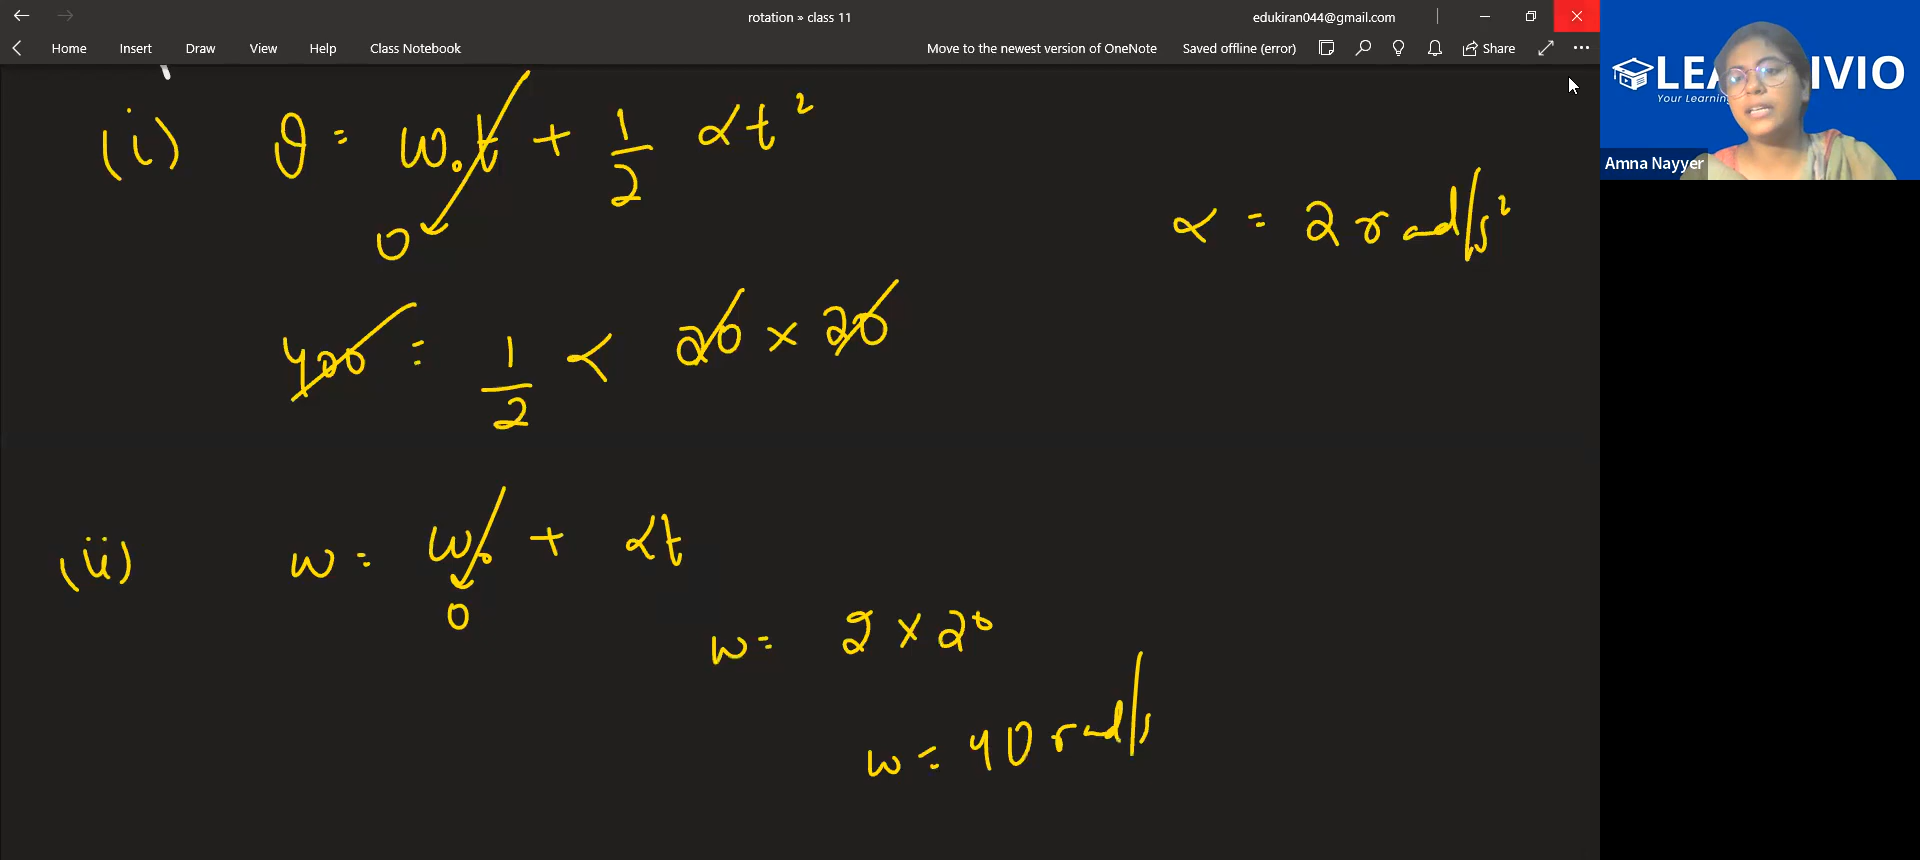 rotation » class 11
edukiran044@gmail.com
Home Insert Draw View Help Class Notebook
Move to the newest version of OneNote Saved offline (error) Share
Your Learning
Amna Nayyer
(i) θ = ω₀t + 1/2 αt²
0
α = 2 rad/s²
400 = 1/2 α 20 × 20
(ii) ω = ω₀ + αt
0
ω = 2 × 20
ω = 40 rad/s